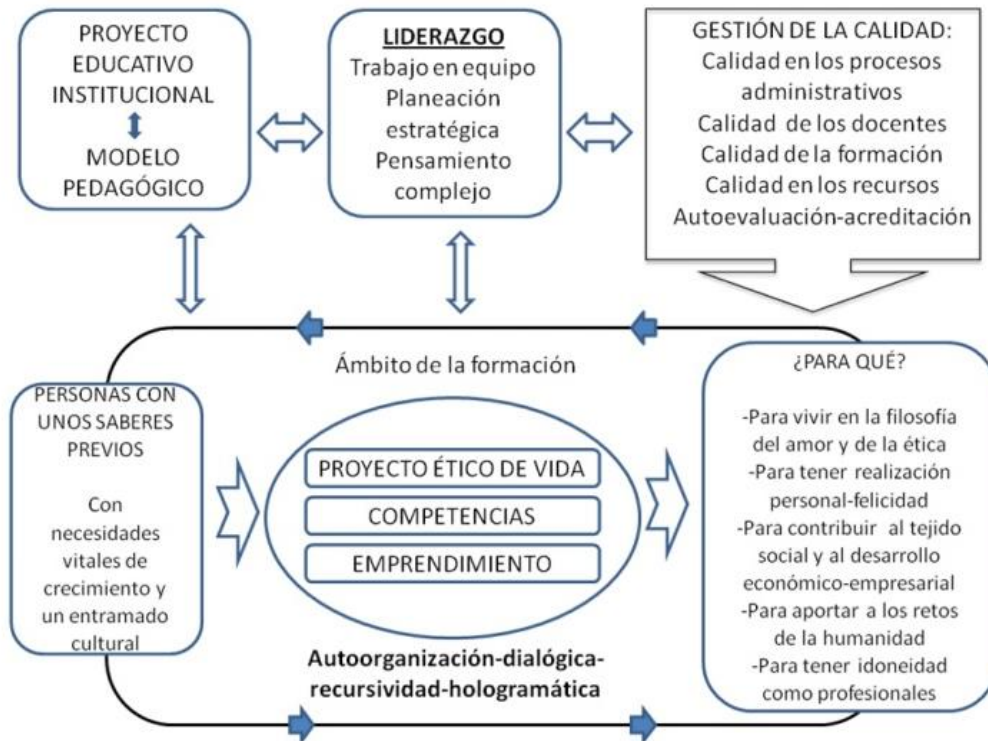 PROYECTO
EDUCATIVO
INSTITUCIONAL
MODELO
PEDAGÓGICO
LIDERAZGO
Trabajo en equipo
Planeación
estratégica
Pensamiento
complejo
GESTIÓN DE LA CALIDAD:
Calidad en los procesos
administrativos
Calidad de los docentes
Calidad de la formación
Calidad en los recursos
Autoevaluación-acreditación
Ámbito de la formación
PERSONAS CON
UNOS SABERES
PREVIOS
Con
necesidades
vitales de
crecimiento y
un entramado
cultural
PROYECTO ÉTICO DE VIDA
COMPETENCIAS
EMPRENDIMIENTO
Autoorganización-dialógica-
recursividad-hologramática
¿PARA QUÉ?
-Para vivir en la filosofía
del amor y de la ética
-Para tener realización
personal-felicidad
-Para contribuir al tejido
social y al desarrollo
económico-empresarial
-Para aportar a los retos
de la humanidad
-Para tener idoneidad
como profesionales